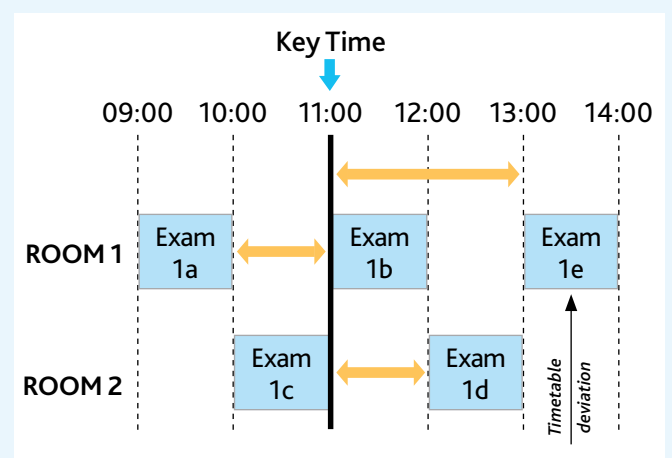 Key Time
09:00 10:00 11:00 12:00 13:00 14:00
ROOM 1
Exam
1a
Exam
1b
Exam
1e
ROOM 2
Exam
1c
Exam
1d
Timetable
deviation